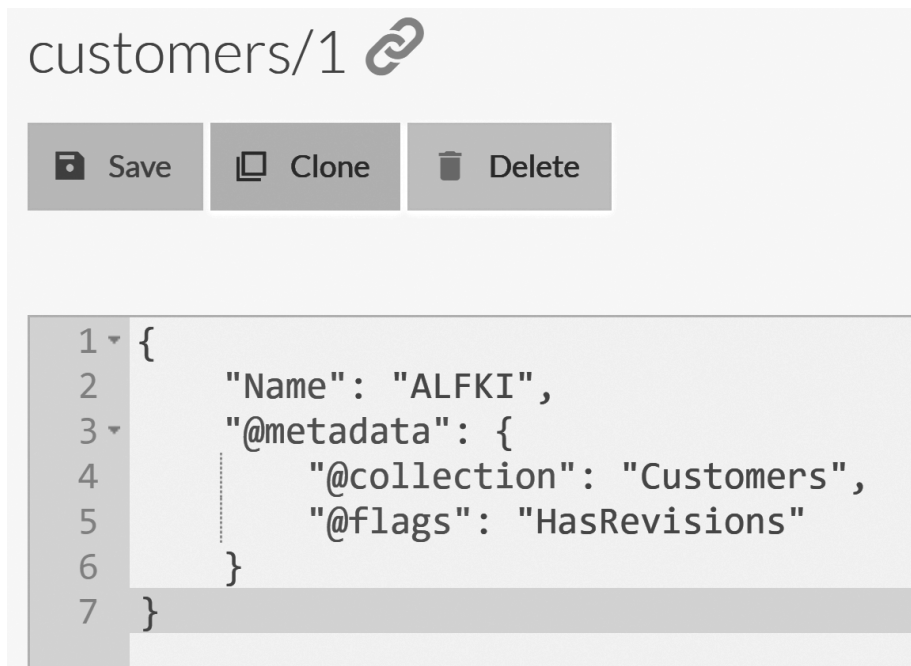 customers/1
Save Clone Delete
1 {
2 "Name": "ALFKI",
3 "@metadata": {
4 "@collection": "Customers",
5 "@flags": "HasRevisions"
6 }
7 }